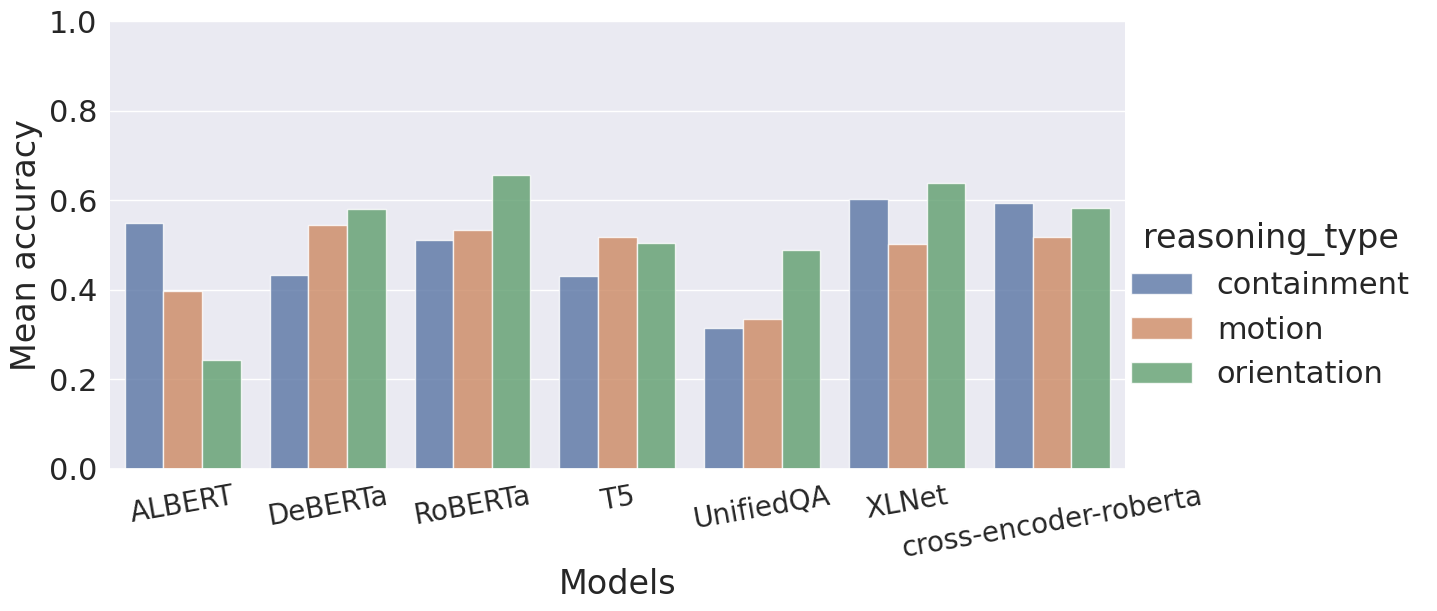 1.0
0.8
0.6
0.4
0.2
0.0
Mean accuracy
ALBERT
DeBERTa
RoBERTa
T5
UnifiedQA
XLNet
cross-encoder-roberta
Models
reasoning_type
containment
motion
orientation